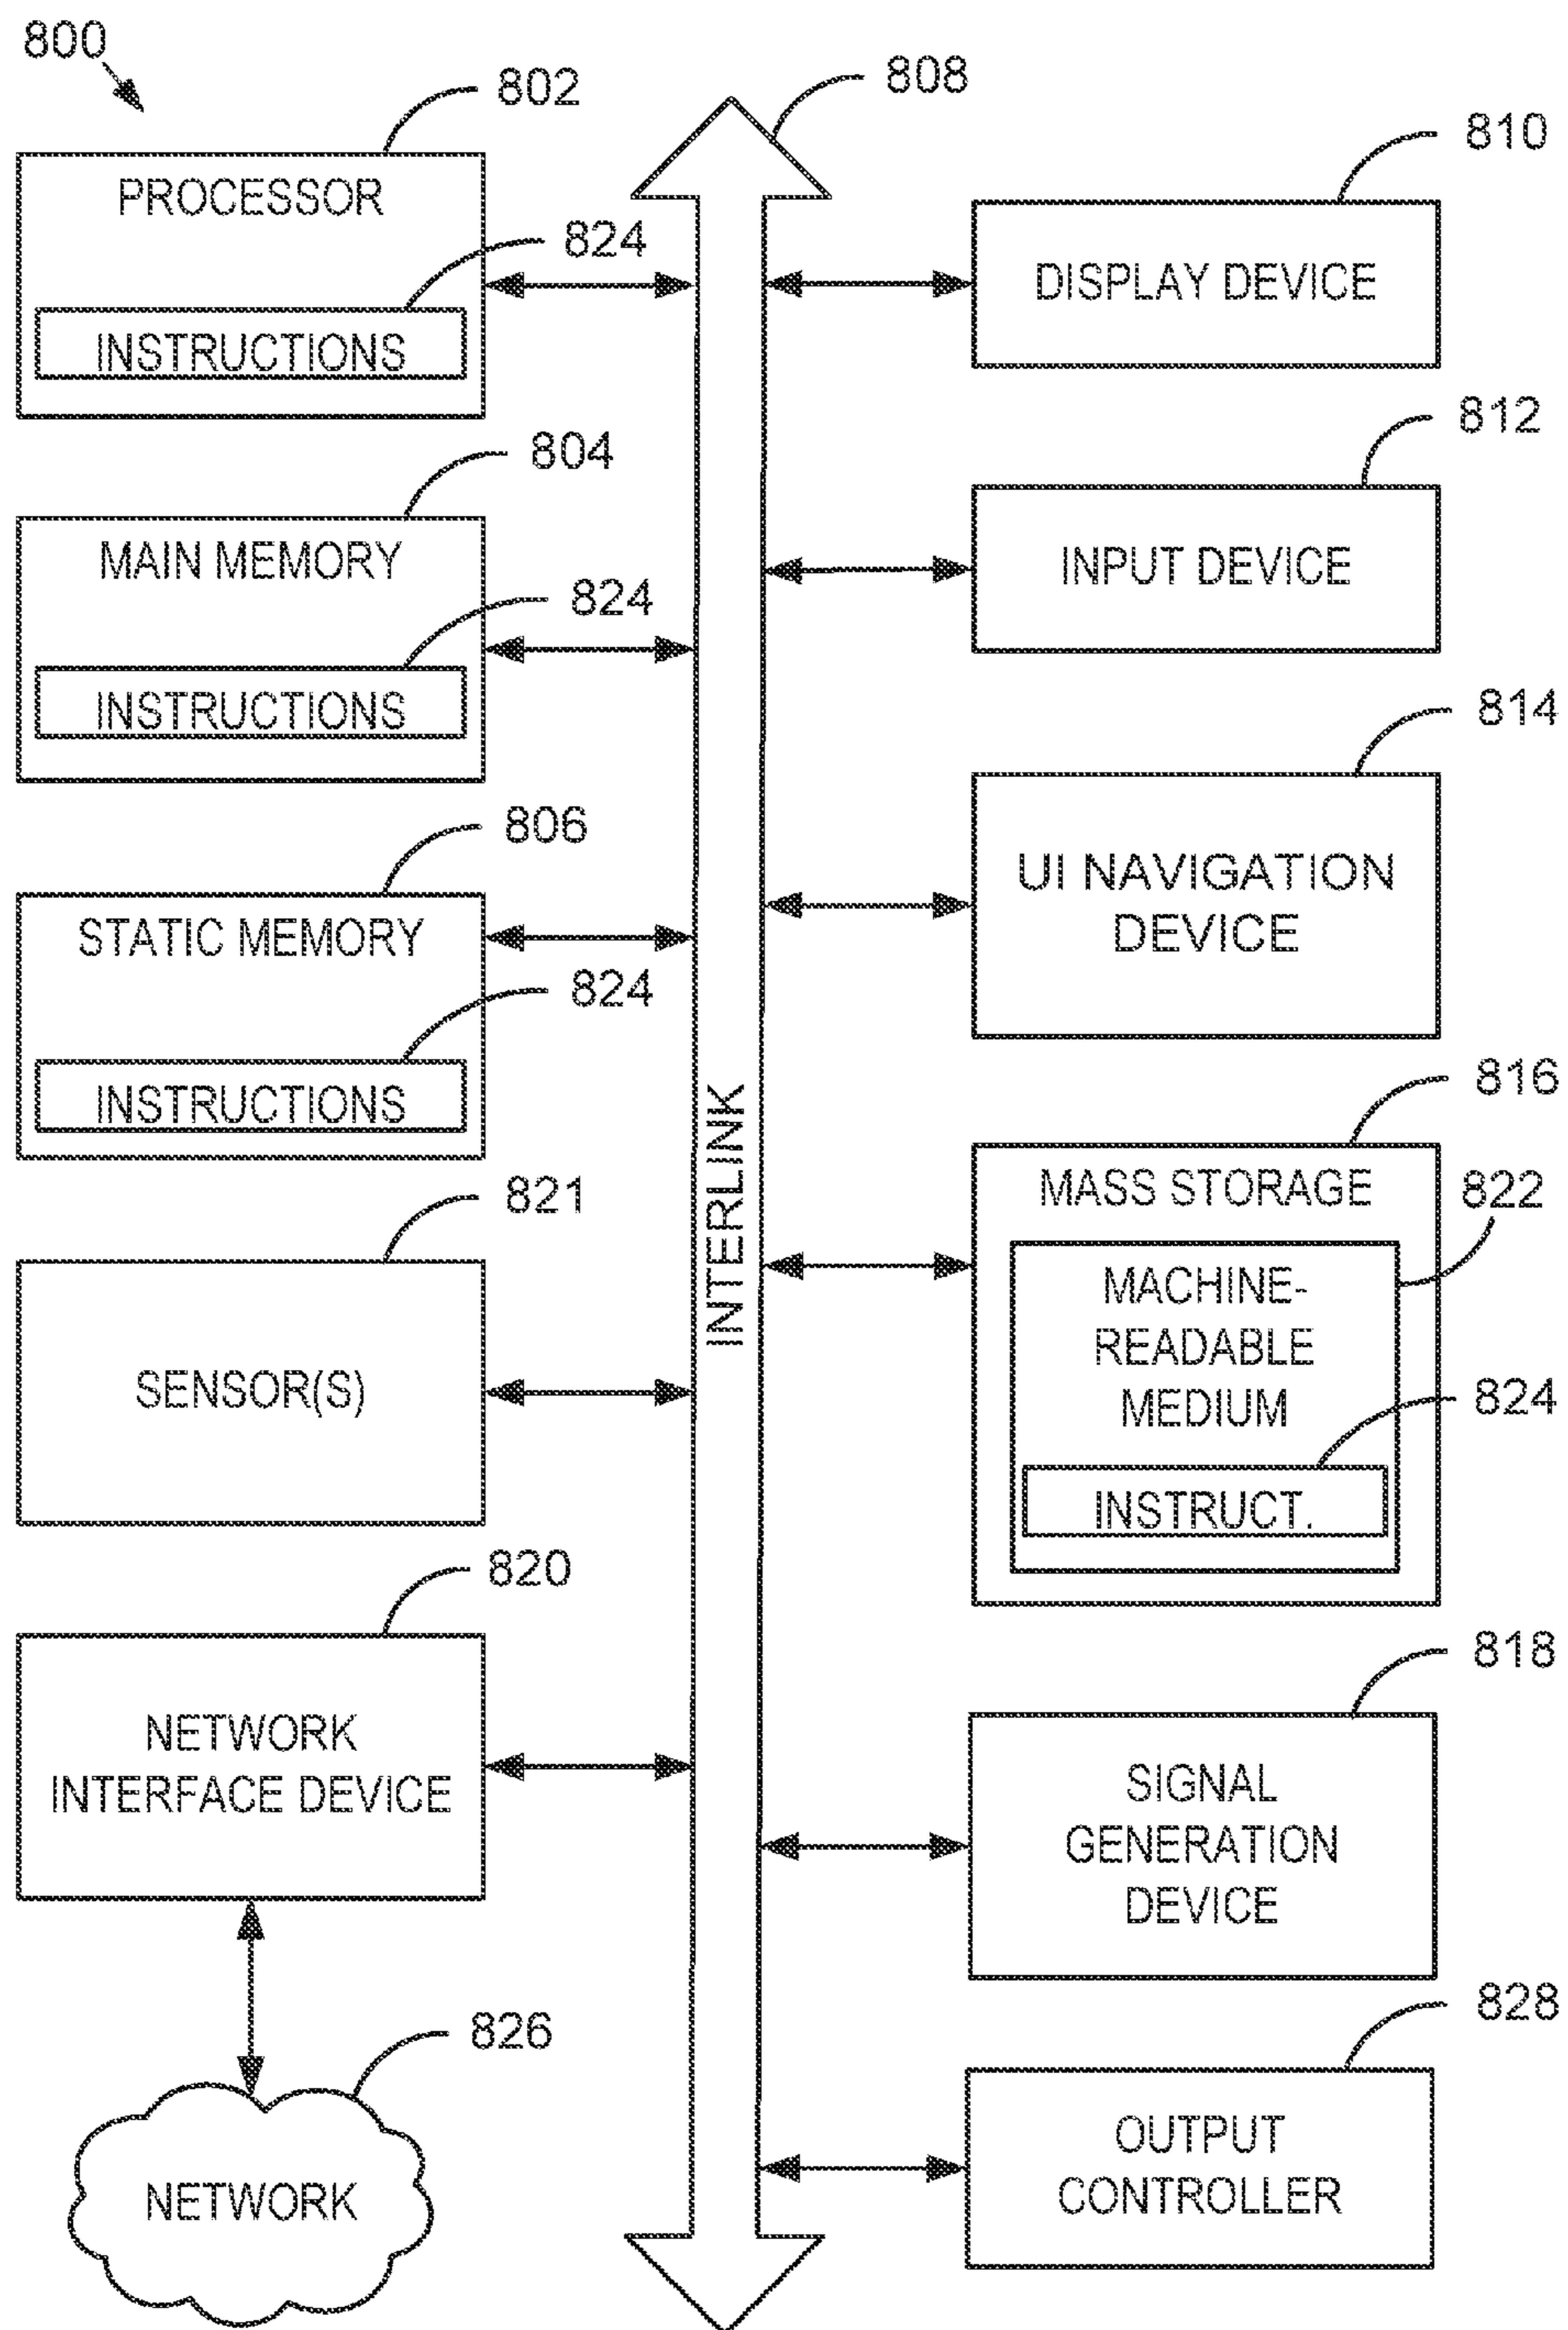 800
802
PROCESSOR
824
INSTRUCTIONS
804
MAIN MEMORY
824
INSTRUCTIONS
806
STATIC MEMORY
824
INSTRUCTIONS
821
SENSOR(S)
820
NETWORK
INTERFACE DEVICE
826
NETWORK
808
INTERLINK
810
DISPLAY DEVICE
812
INPUT DEVICE
814
UI NAVIGATION
DEVICE
816
MASS STORAGE
822
MACHINE-
READABLE
MEDIUM
824
INSTRUCT.
818
SIGNAL
GENERATION
DEVICE
828
OUTPUT
CONTROLLER